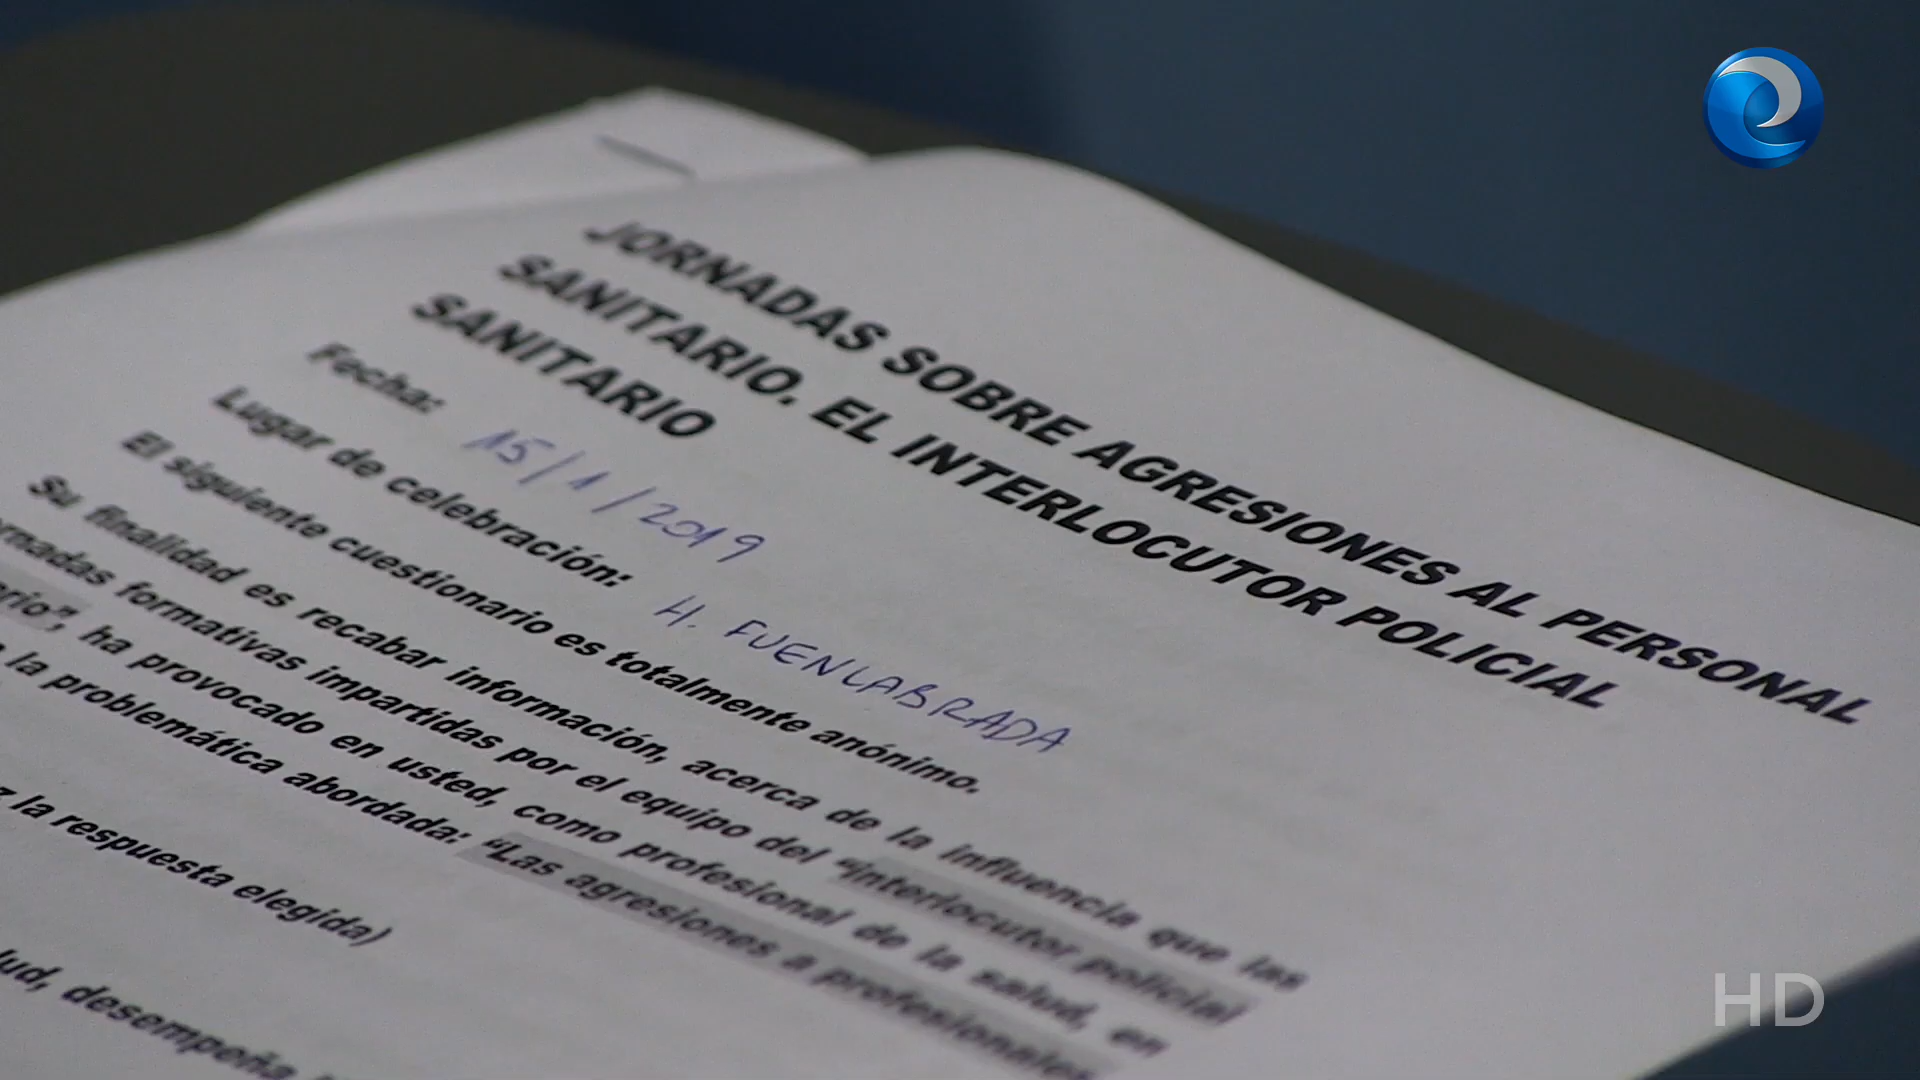 JORNADAS SOBRE AGRESIONES AL PERSONAL
SANITARIO. EL INTERLOCUTOR POLICIAL
SANITARIO
Fecha: 15/1/2019
Lugar de celebración: H. FUENLABRADA
El siguiente cuestionario es totalmente anónimo.
Su finalidad es recabar información, acerca de la influencia que las
formativas impartidas por el equipo del “interlocutor policial
ha provocado en usted, como profesional de la salud, en
la problemática abordada: “Las agresiones a profesionales
la respuesta elegida)
desempeña
HD